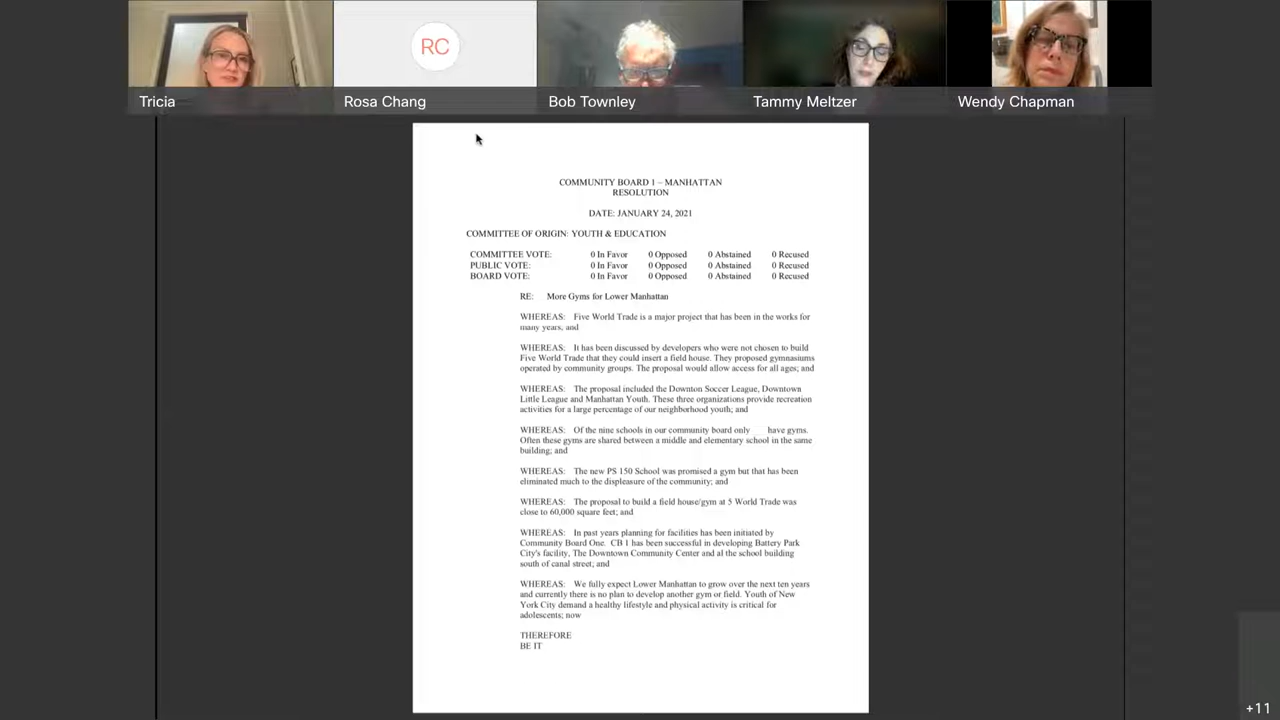 RC
Tricia
Rosa Chang
Bob Townley
Tammy Meltzer
Wendy Chapman
COMMUNITY BOARD 1 – MANHATTAN
RESOLUTION
DATE: JANUARY 24, 2021
COMMITTEE OF ORIGIN: YOUTH & EDUCATION
COMMITTEE VOTE: 0 In Favor 0 Opposed 0 Abstained 0 Recused
PUBLIC VOTE: 0 In Favor 0 Opposed 0 Abstained 0 Recused
BOARD VOTE: 0 In Favor 0 Opposed 0 Abstained 0 Recused
RE: More Gyms for Lower Manhattan
WHEREAS: Five World Trade is a major project that has been in the works for
many years, and
WHEREAS: It has been discussed by developers who were not chosen to build
Five World Trade that they could insert a field house. They proposed gymnasiums
operated by community groups. The proposal would allow access for all ages; and
WHEREAS: The proposal included the Downton Soccer League, Downtown
Little League and Manhattan Youth. These three organizations provide recreation
activities for a large percentage of our neighborhood youth; and
WHEREAS: Of the nine schools in our community board only have gyms.
Often these gyms are shared between a middle and elementary school in the same
building; and
WHEREAS: The new PS 150 School was promised a gym but that has been
eliminated much to the displeasure of the community; and
WHEREAS: The proposal to build a field house/gym at 5 World Trade was
close to 60,000 square feet; and
WHEREAS: In past years planning for facilities has been initiated by
Community Board One. CB 1 has been successful in developing Battery Park
City's facility, The Downtown Community Center and al the school building
south of canal street; and
WHEREAS: We fully expect Lower Manhattan to grow over the next ten years
and currently there is no plan to develop another gym or field. Youth of New
York City demand a healthy lifestyle and physical activity is critical for
adolescents; now
THEREFORE
BE IT
+11